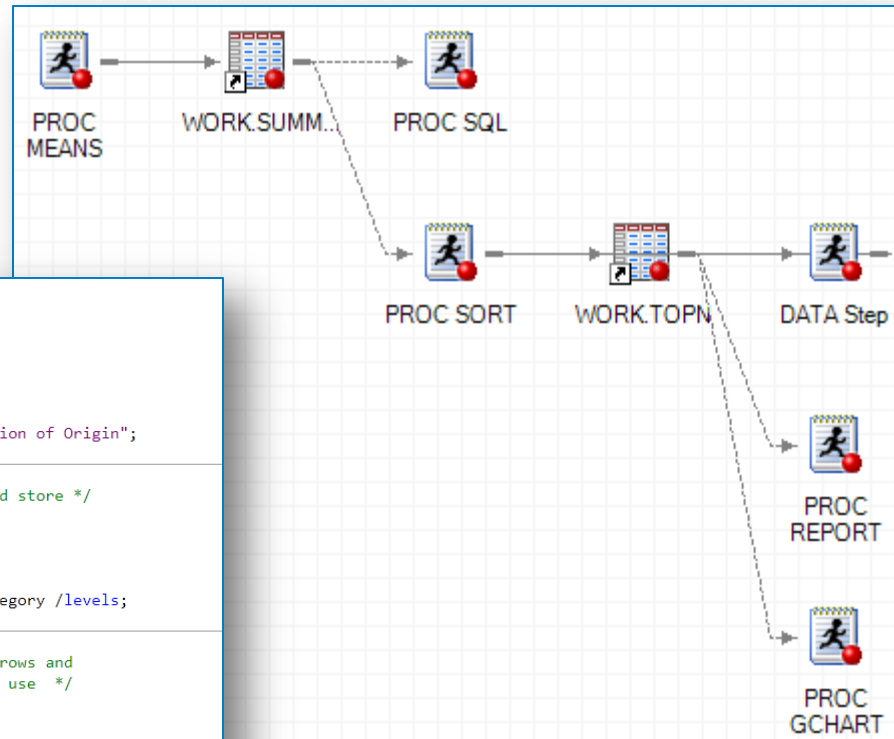 PROC
MEANS
WORK.SUMM...
PROC SQL
PROC SORT
WORK.TOPN
DATA Step
PROC
REPORT
PROC
GCHART
ion of Origin";
d store */
egory /levels;
rows and
use */